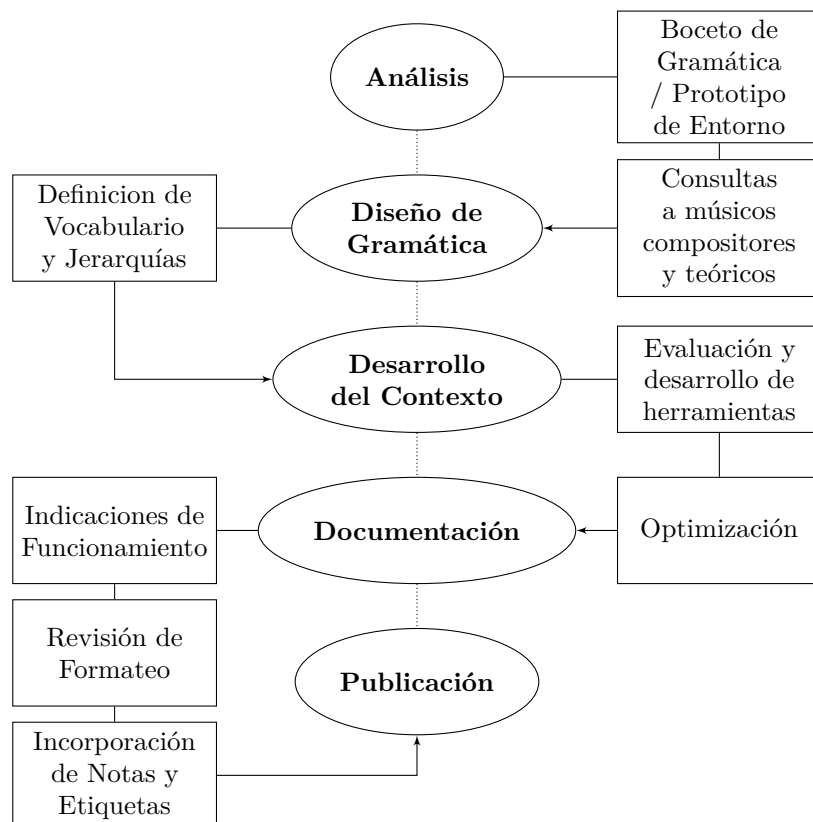 Análisis
Boceto de
Gramática
/ Prototipo
de Entorno
Definicion de
Vocabulario
y Jerarquías
Diseño de
Gramática
Consultas
a músicos
compositores
y teóricos
Desarrollo
del Contexto
Evaluación y
desarrollo de
herramientas
Indicaciones de
Funcionamiento
Documentación
Optimización
Revisión de
Formateo
Publicación
Incorporación
de Notas y
Etiquetas